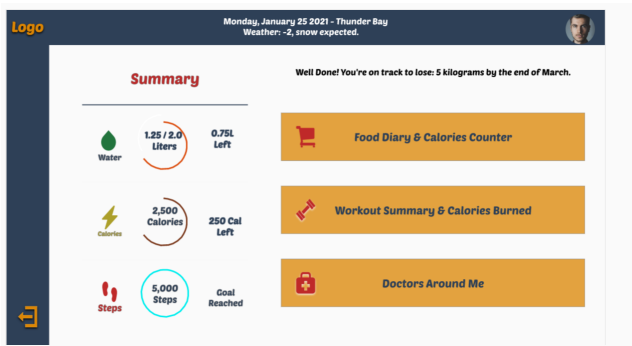 Logo
Monday, January 25 2021 - Thunder Bay
Weather: -2, snow expected.
Summary
Well Done! You're on track to lose: 5 kilograms by the end of March.
1.25 / 2.0
Liters
0.75L
Left
Water
Food Diary & Calories Counter
2,500
Calories
250 Cal
Left
Calories
Workout Summary & Calories Burned
5,000
Steps
Goal
Reached
Steps
Doctors Around Me